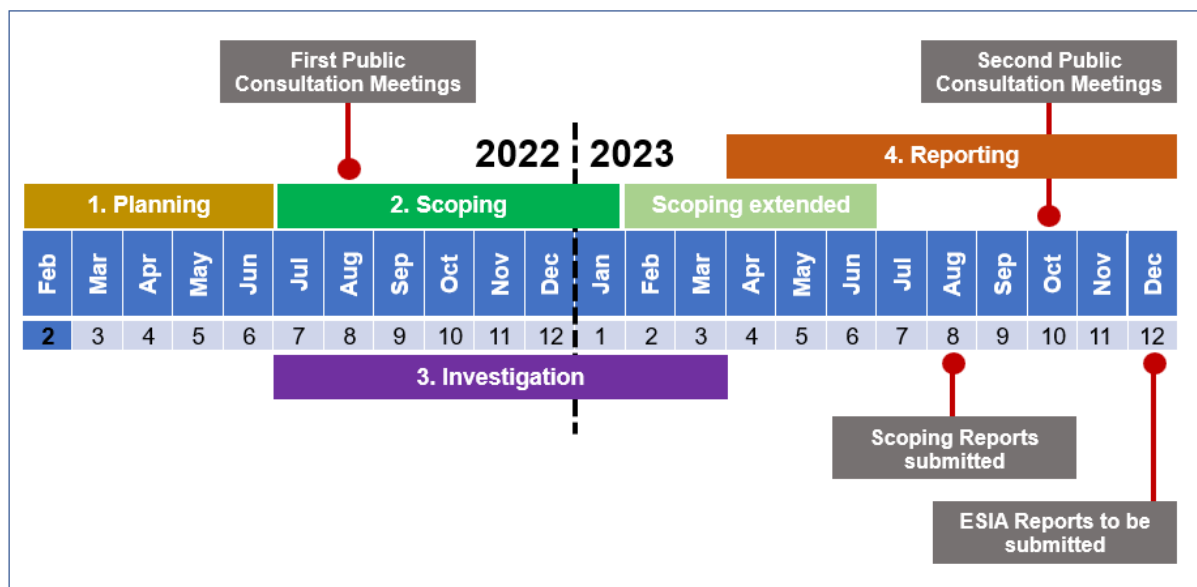 First Public
Consultation Meetings
Second Public
Consultation Meetings
2022 2023
4. Reporting
1. Planning 2. Scoping Scoping extended
Feb Mar Apr May Jun Jul Aug Sep Oct Nov Dec Jan Feb Mar Apr May Jun Jul Aug Sep Oct Nov Dec
2 3 4 5 6 7 8 9 10 11 12 1 2 3 4 5 6 7 8 9 10 11 12
3. Investigation
Scoping Reports
submitted
ESIA Reports to be
submitted